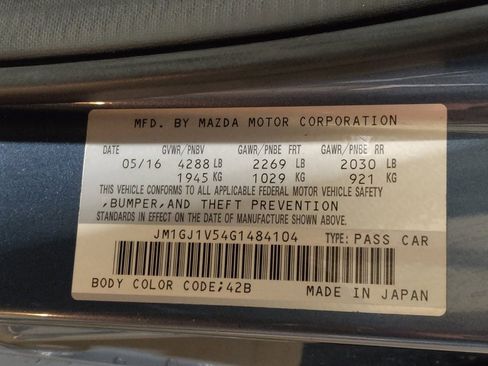 MFD. BY MAZDA MOTOR CORPORATION
DATE GVWR/PNBV GAWR/PNBE FRT. GAWR/PNBE RR
05/16 4288 LB 2269 LB 2030 LB
1945 KG 1029 KG 921 KG
THIS VEHICLE CONFORMS TO ALL APPLICABLE FEDERAL MOTOR VEHICLE SAFETY
,BUMPER,AND THEFT PREVENTION
STANDARDS IN EFFECT ON THE DATE OF MANUFACTURE SHOWN ABOVE.
JM1GJ1V54G1484104 TYPE: PASS CAR
BODY COLOR CODE;42B MADE IN JAPAN